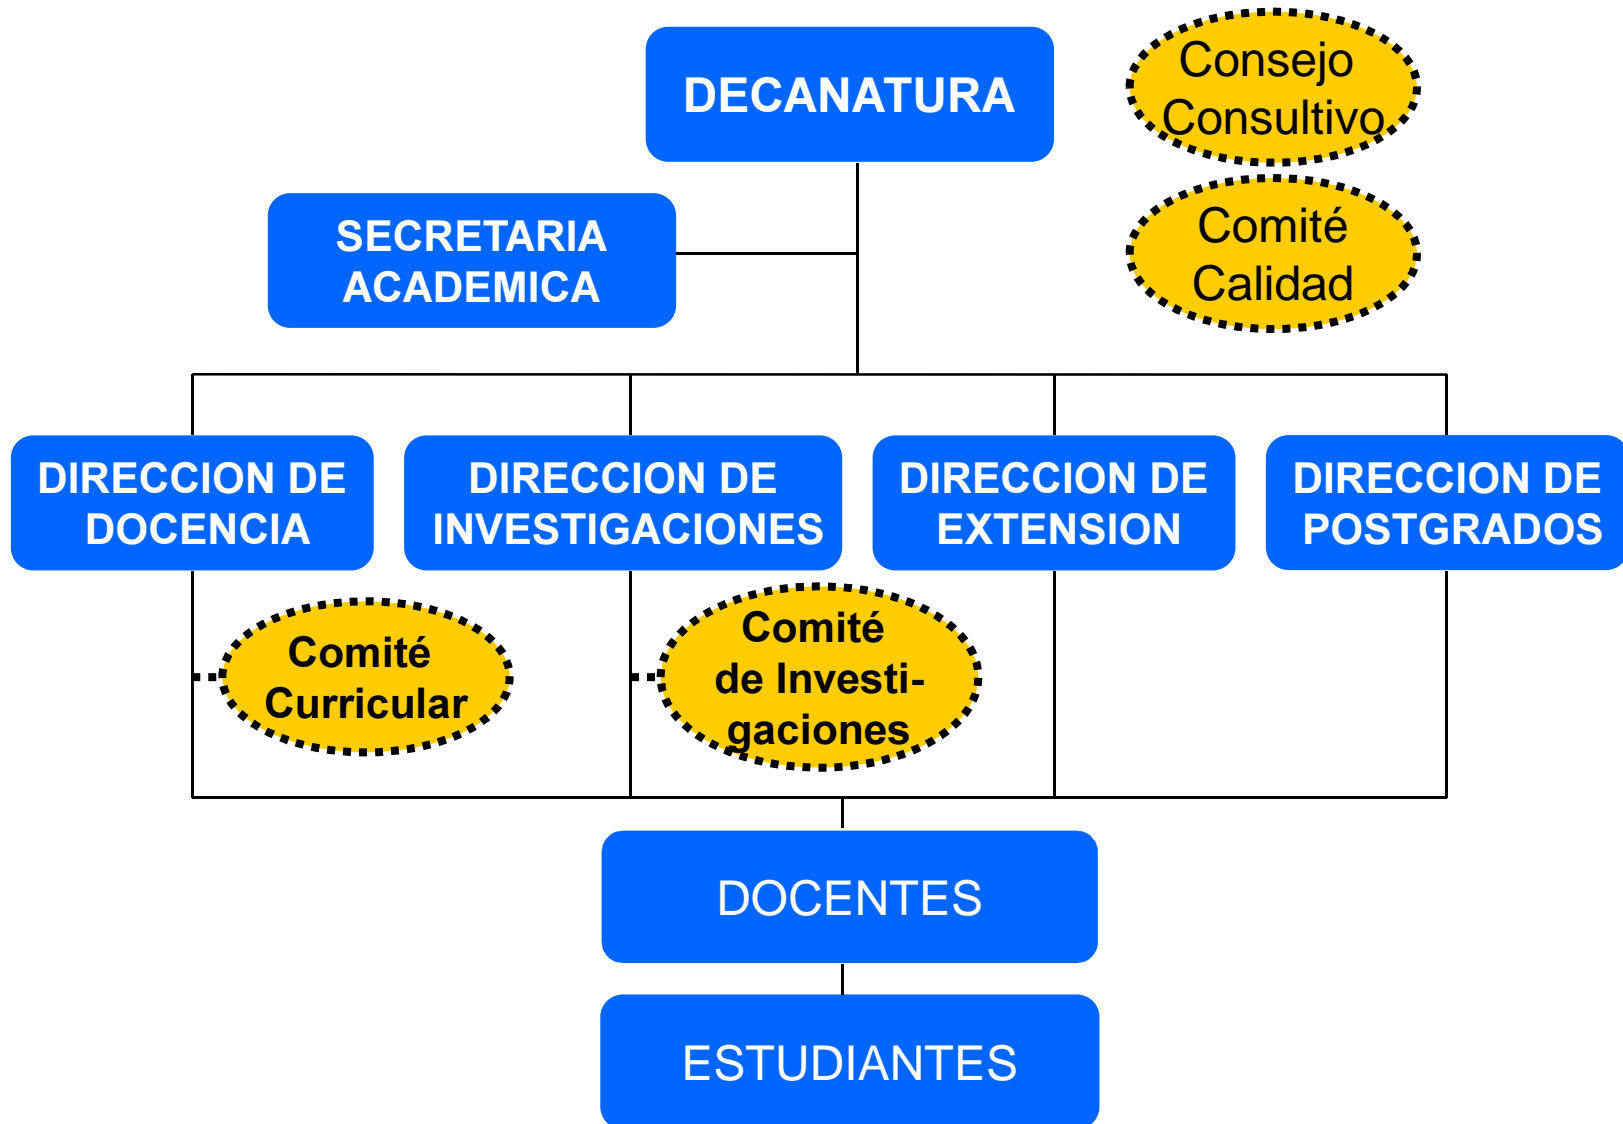 DECANATURA
Consejo
Consultivo
SECRETARIA
ACADEMICA
Comité
Calidad
DIRECCION DE
DOCENCIA
DIRECCION DE
INVESTIGACIONES
DIRECCION DE
EXTENSION
DIRECCION DE
POSTGRADOS
Comité
Curricular
Comité
de Investi-
gaciones
DOCENTES
ESTUDIANTES